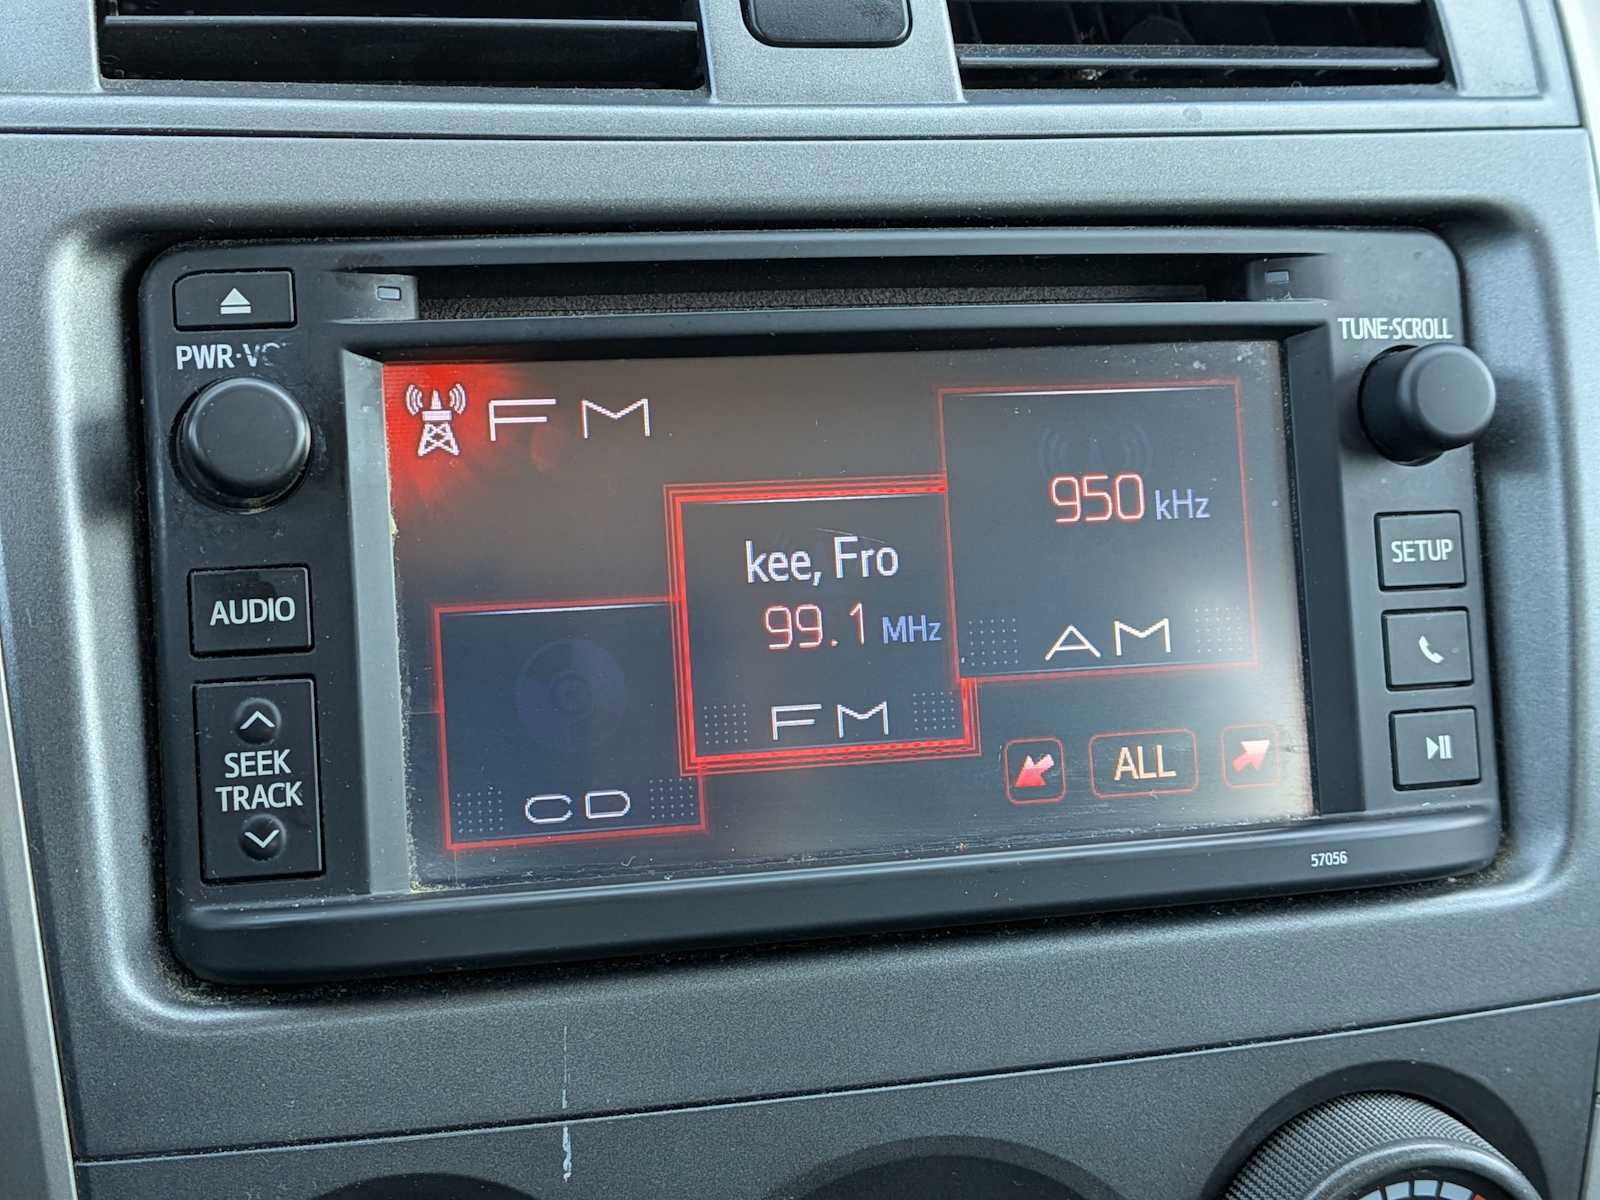 PWR·VO
TUNE·SCROLL
FM
950 kHz
SETUP
kee, Fro
AUDIO
99.1 MHz
AM
FM
SEEK
TRACK
ALL
CD
57056